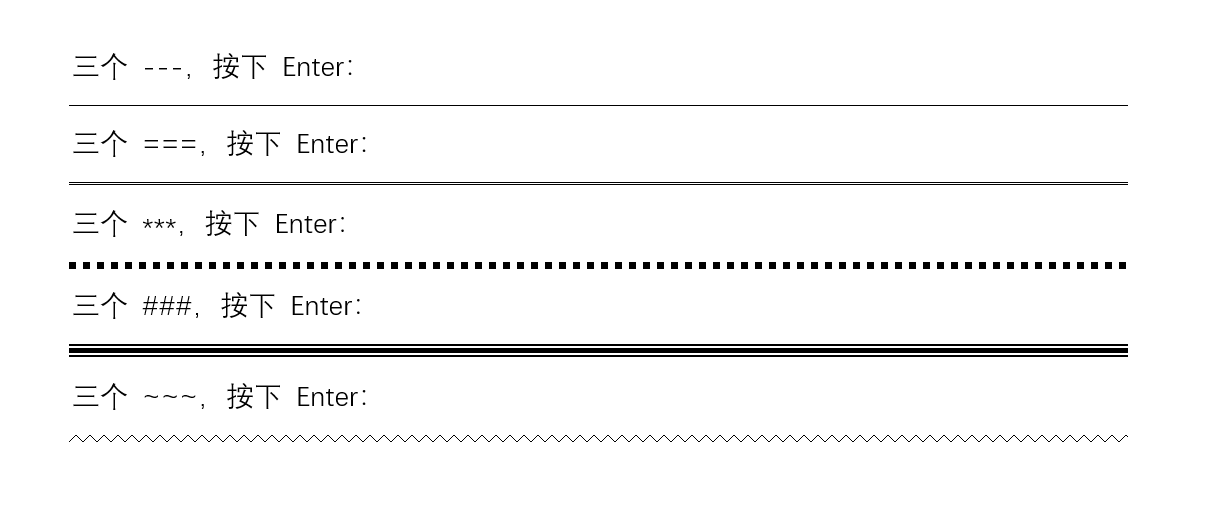 三个 ---，按下 Enter：
三个 ===，按下 Enter：
三个 ***，按下 Enter：
三个 ###，按下 Enter：
三个 ~~~，按下 Enter：